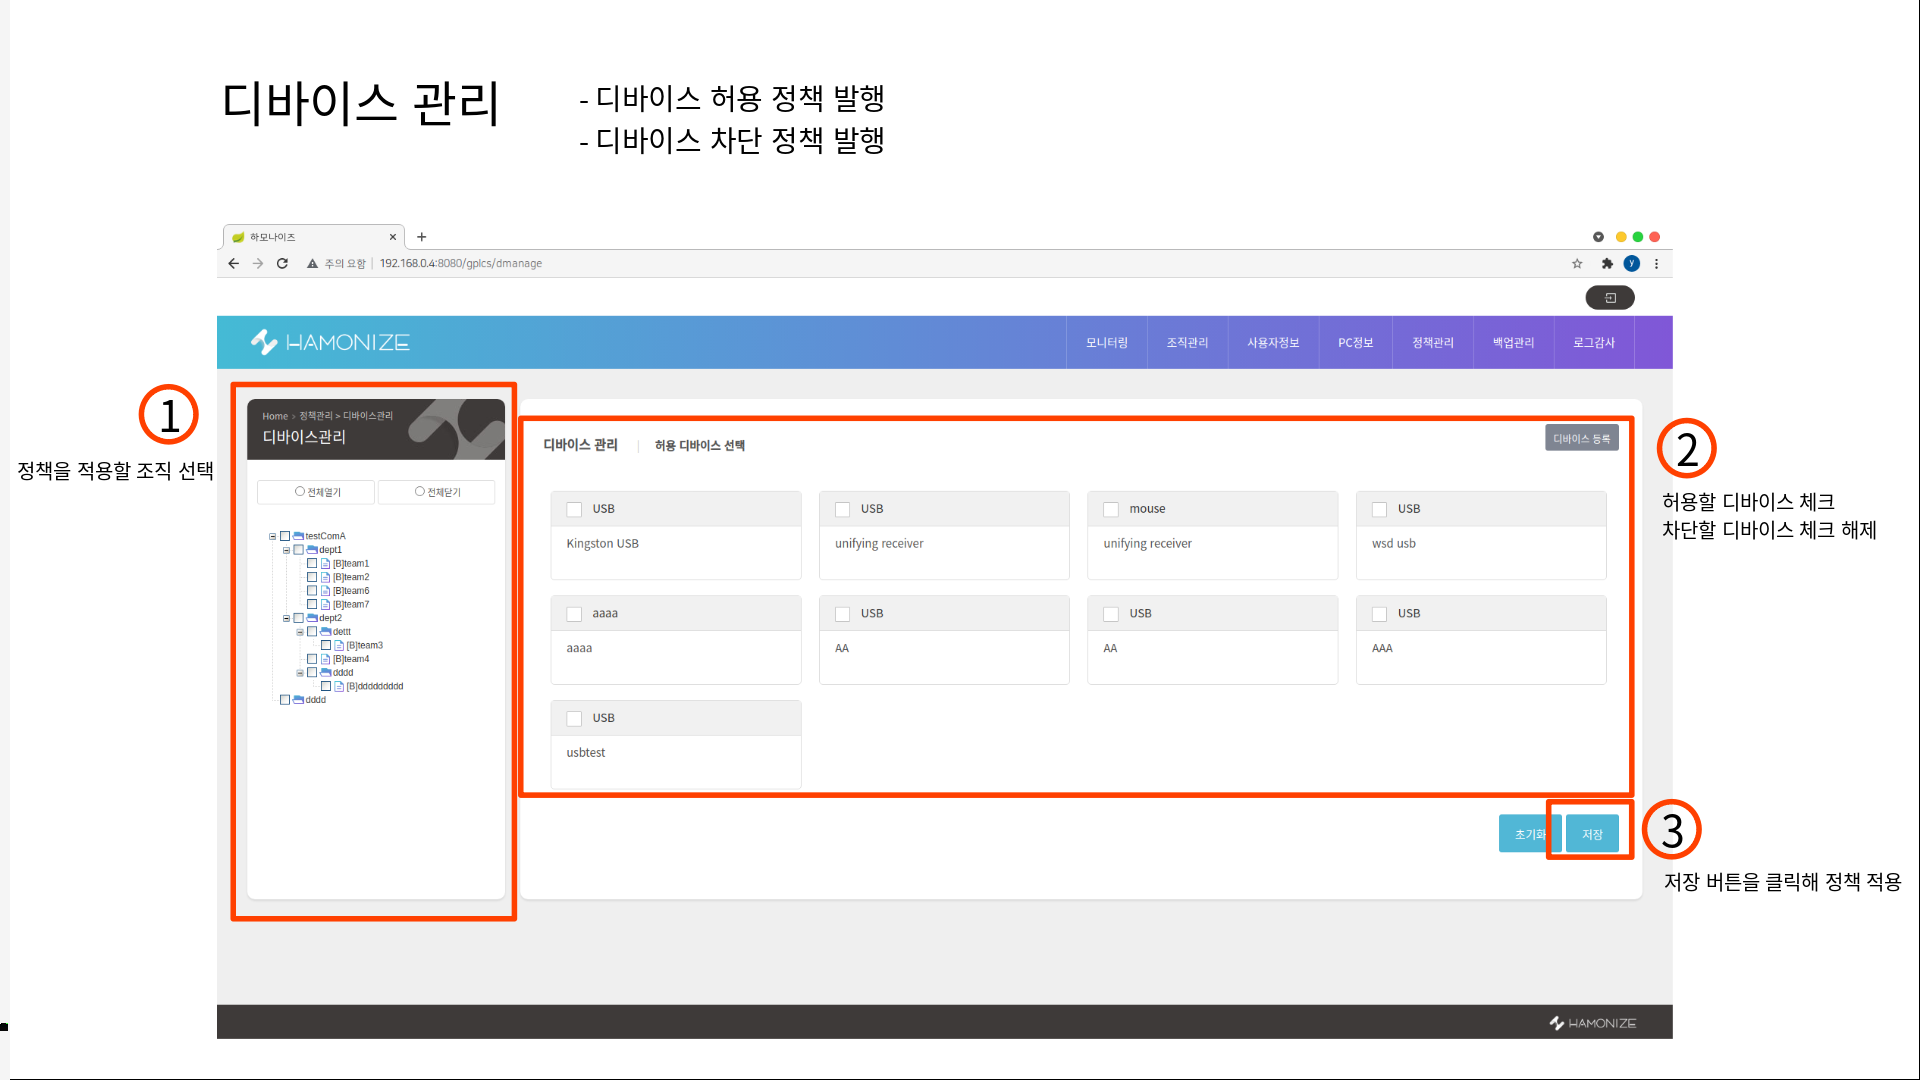 디바이스 관리
- 디바이스 허용 정책 발행
- 디바이스 차단 정책 발행
하모나이즈
주의 요함 | 192.168.0.4:8080/gplcs/dmanage
y
HAMONIZE
모니터링
조직관리
사용자정보
PC정보
정책관리
백업관리
로그감사
1
정책을 적용할 조직 선택
Home > 정책관리 > 디바이스관리
디바이스관리
전체열기
전체닫기
testComA
dept1
[B]team1
[B]team2
[B]team6
[B]team7
dept2
dettt
[B]team3
[B]team4
dddd
[B]ddddddddd
dddd
디바이스 관리 | 허용 디바이스 선택
디바이스 등록
USB
Kingston USB
USB
unifying receiver
mouse
unifying receiver
USB
wsd usb
aaaa
aaaa
USB
AA
USB
AA
USB
AAA
USB
usbtest
2
허용할 디바이스 체크
차단할 디바이스 체크 해제
초기화
저장
3
저장 버튼을 클릭해 정책 적용
HAMONIZE